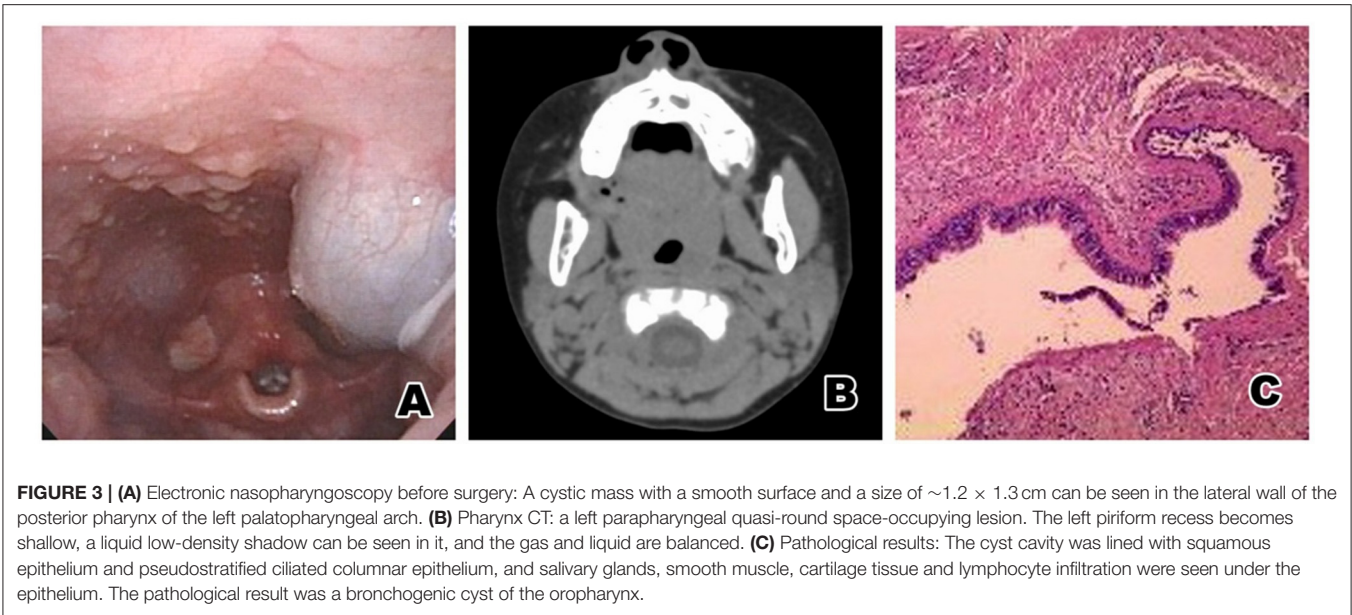 A
B
C
FIGURE 3 | (A) Electronic nasopharyngoscopy before surgery: A cystic mass with a smooth surface and a size of ~1.2 × 1.3 cm can be seen in the lateral wall of the
posterior pharynx of the left palatopharyngeal arch. (B) Pharynx CT: a left parapharyngeal quasi-round space-occupying lesion. The left piriform recess becomes
shallow, a liquid low-density shadow can be seen in it, and the gas and liquid are balanced. (C) Pathological results: The cyst cavity was lined with squamous
epithelium and pseudostratified ciliated columnar epithelium, and salivary glands, smooth muscle, cartilage tissue and lymphocyte infiltration were seen under the
epithelium. The pathological result was a bronchogenic cyst of the oropharynx.